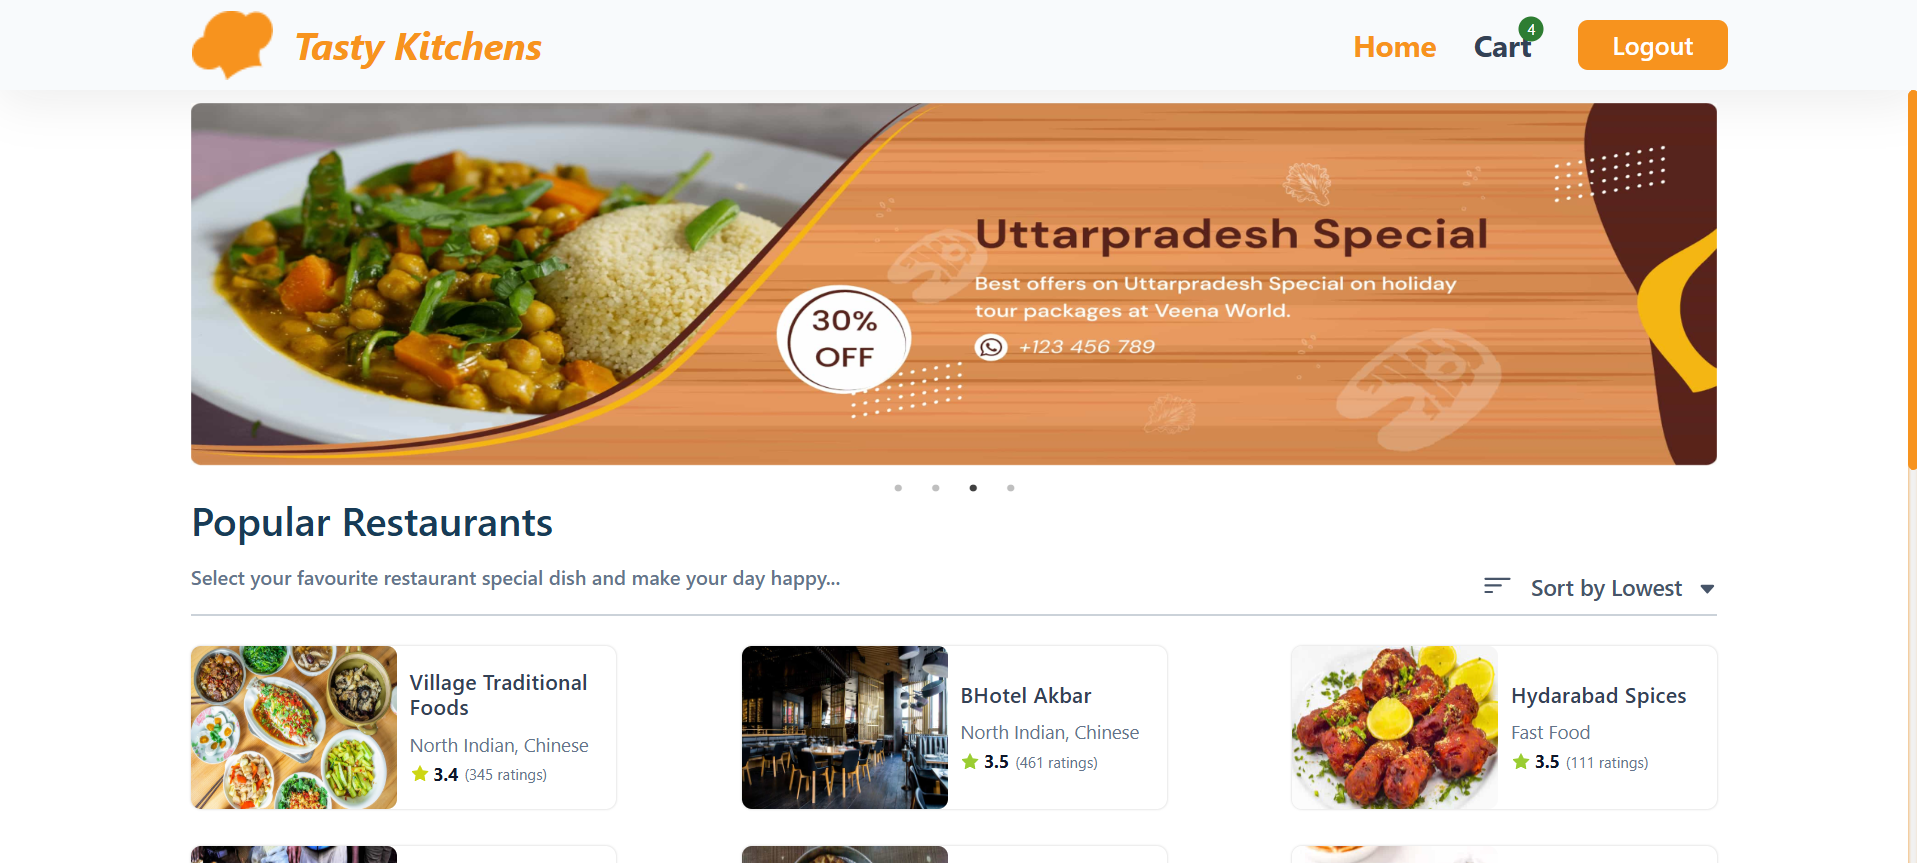 Tasty Kitchens
Home
Cart
4
Logout
Uttarpradesh Special
Best offers on Uttarpradesh Special on holiday
tour packages at Veena World.
+123 456 789
30%
OFF
Popular Restaurants
Select your favourite restaurant special dish and make your day happy...
Sort by Lowest
Village Traditional
Foods
North Indian, Chinese
3.4 (345 ratings)
BHotel Akbar
North Indian, Chinese
3.5 (461 ratings)
Hydarabad Spices
Fast Food
3.5 (111 ratings)